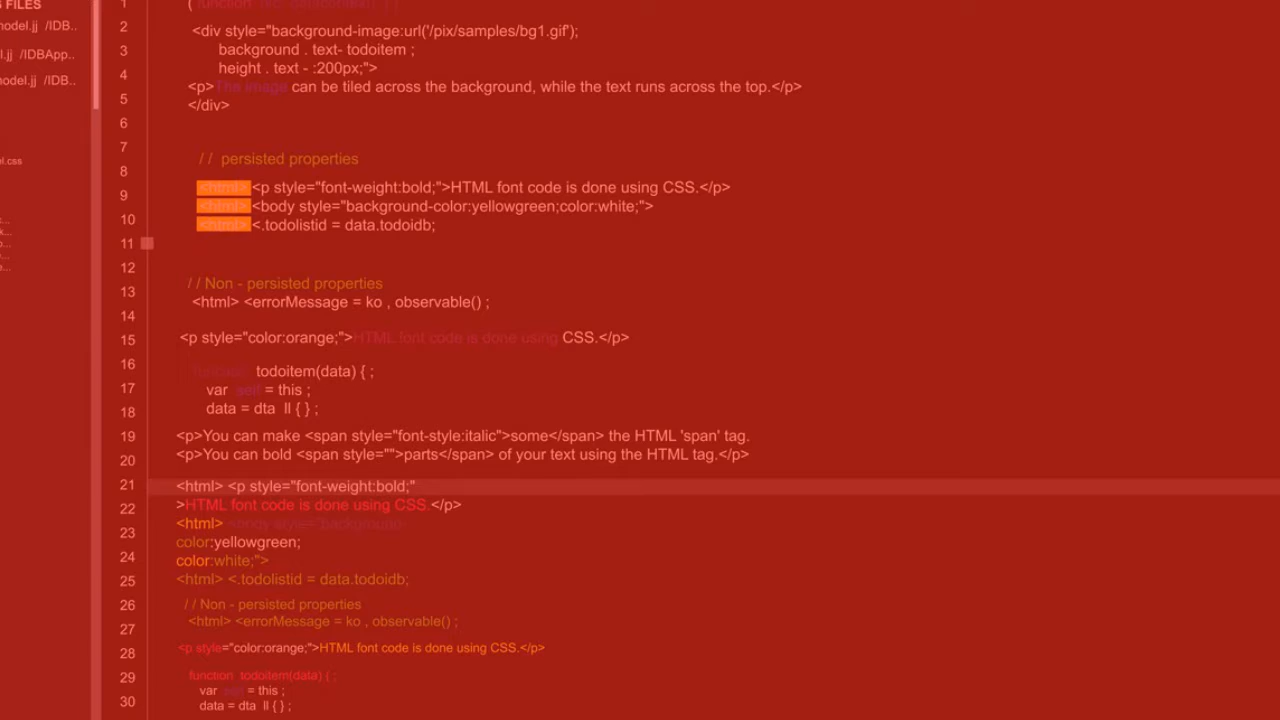 S FILES
model.jj /IDB..
l.jj /IDBApp..
model.jj /IDB..
l.css
1
2
3
4
5
6
7
8
9
10
11
12
13
14
15
16
17
18
19
20
21
22
23
24
25
26
27
28
29
30
<div style="background-image:url('/pix/samples/bg1.gif');
background . text- todoitem ;
height . text - :200px;">
<p>The image can be tiled across the background, while the text runs across the top.</p>
</div>
/ / persisted properties
<html> <p style="font-weight:bold;">HTML font code is done using CSS.</p>
<html> <body style="background-color:yellowgreen;color:white;">
<html> <.todolistid = data.todoidb;
/ / Non - persisted properties
<html> <errorMessage = ko , observable() ;
<p style="color:orange;">HTML font code is done using CSS.</p>
function todoitem(data) { ;
var self = this ;
data = dta ll { } ;
<p>You can make <span style="font-style:italic">some</span> the HTML 'span' tag.
<p>You can bold <span style="">parts</span> of your text using the HTML tag.</p>
<html> <p style="font-weight:bold;"
>HTML font code is done using CSS.</p>
<html> <body style="background-
color:yellowgreen;
color:white;">
<html> <.todolistid = data.todoidb;
/ / Non - persisted properties
<html> <errorMessage = ko , observable() ;
<p style="color:orange;">HTML font code is done using CSS.</p>
function todoitem(data) { ;
var self = this ;
data = dta ll { } ;